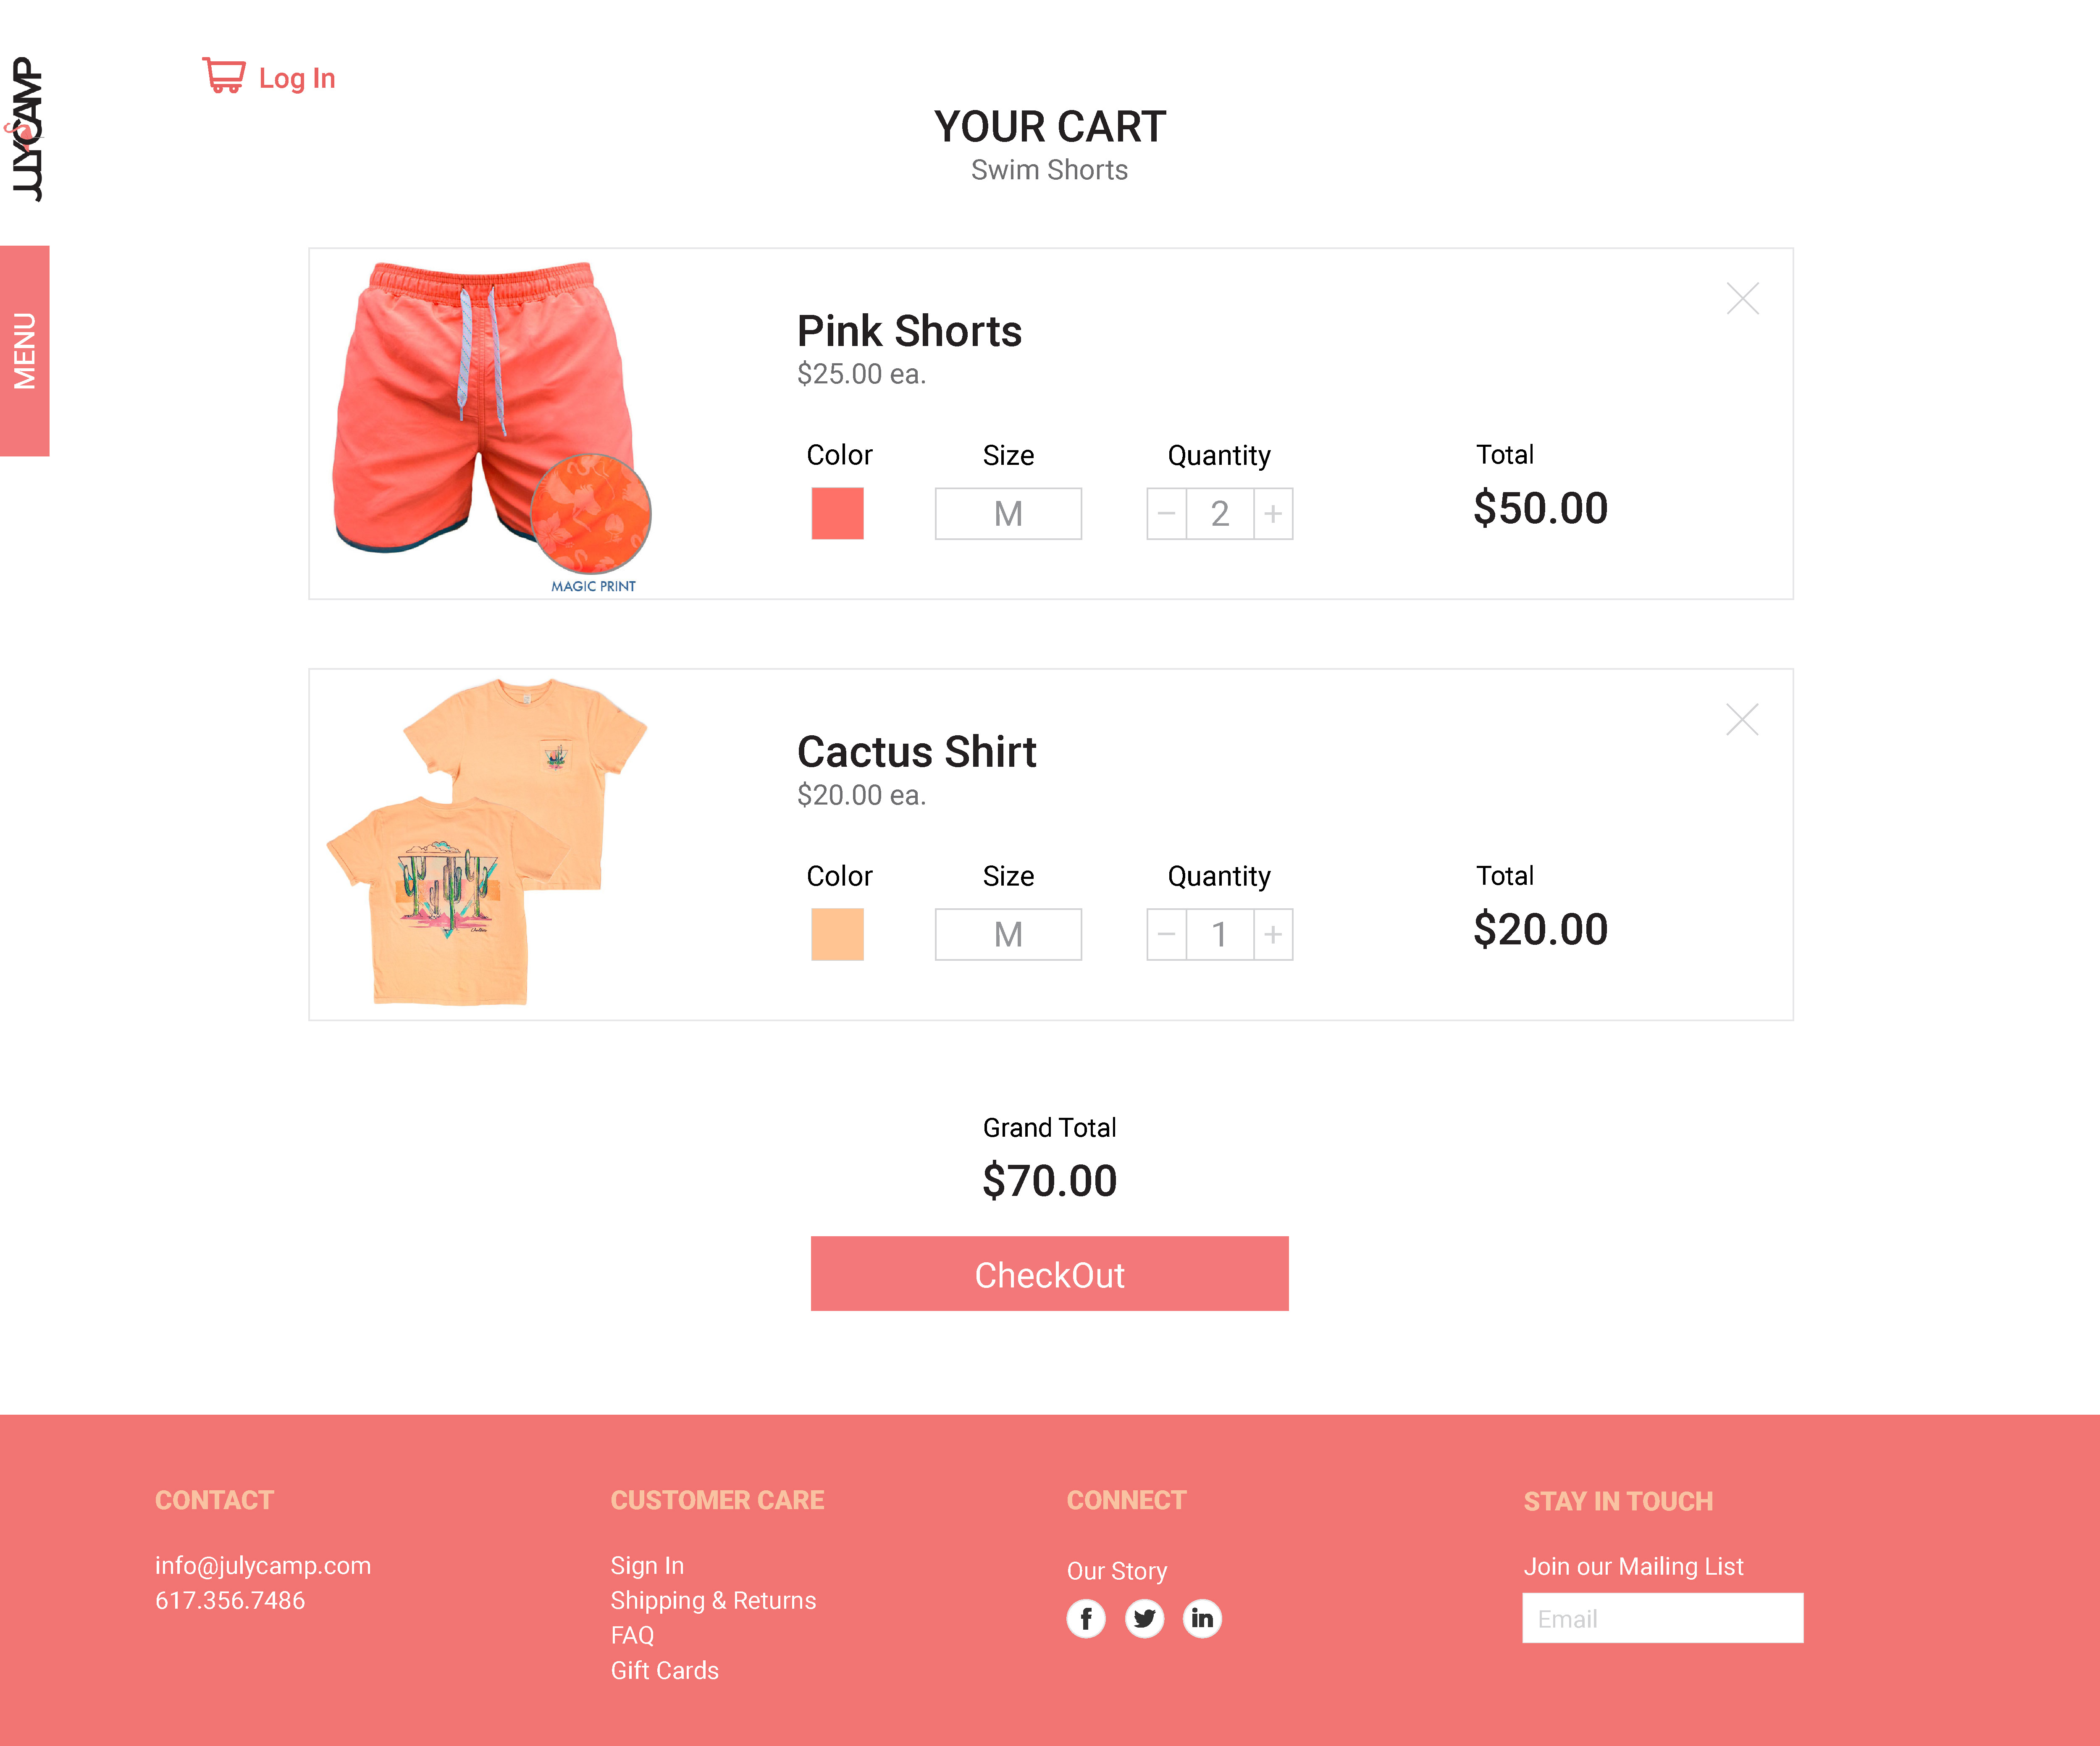 JULYCAMP
MENU
Log In
YOUR CART
Swim Shorts
Pink Shorts
$25.00 ea.
Color Size Quantity Total
M − 2 + $50.00
MAGIC PRINT
Cactus Shirt
$20.00 ea.
Color Size Quantity Total
M − 1 + $20.00
Grand Total
$70.00
CheckOut
CONTACT
info@julycamp.com
617.356.7486
CUSTOMER CARE
Sign In
Shipping & Returns
FAQ
Gift Cards
CONNECT
Our Story
f in
STAY IN TOUCH
Join our Mailing List
Email